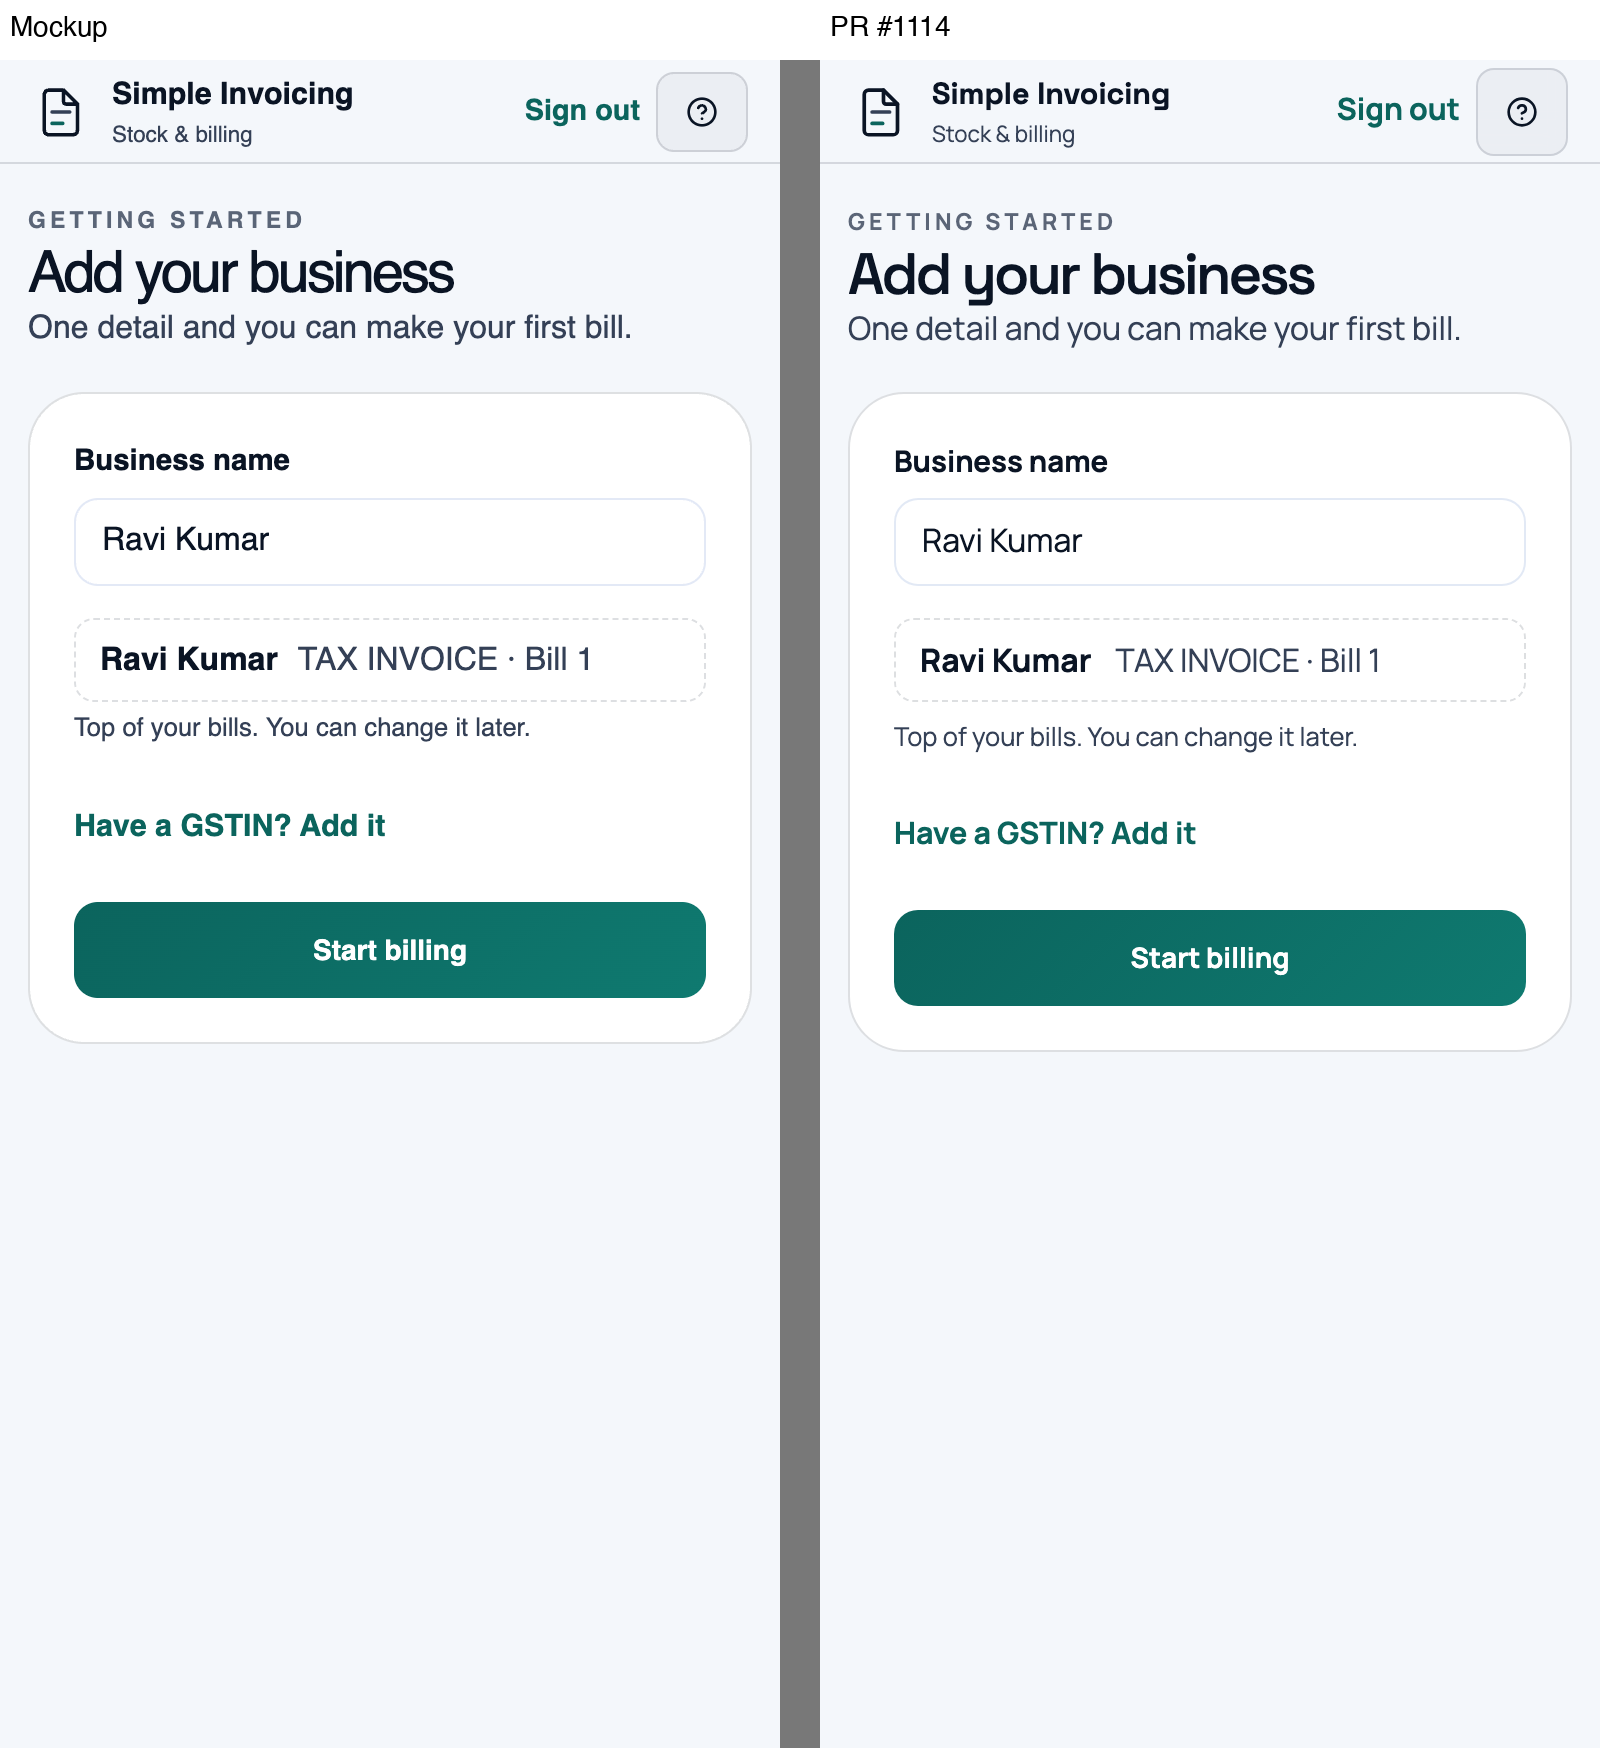 Mockup
Simple Invoicing
Stock & billing
Sign out
GETTING STARTED
Add your business
One detail and you can make your first bill.
Business name
Ravi Kumar
Ravi Kumar TAX INVOICE · Bill 1
Top of your bills. You can change it later.
Have a GSTIN? Add it
Start billing
PR #1114
Simple Invoicing
Stock & billing
Sign out
GETTING STARTED
Add your business
One detail and you can make your first bill.
Business name
Ravi Kumar
Ravi Kumar TAX INVOICE · Bill 1
Top of your bills. You can change it later.
Have a GSTIN? Add it
Start billing